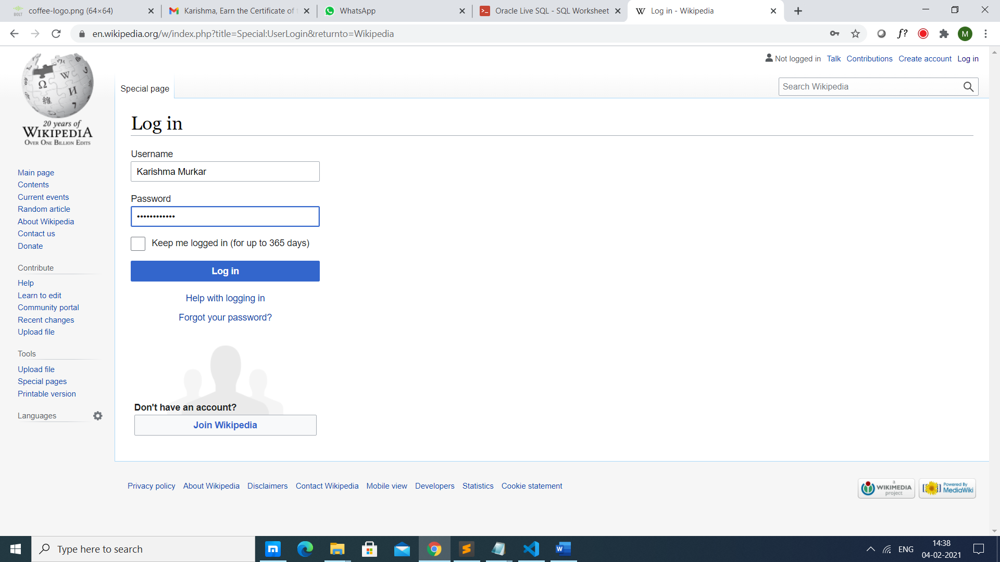 BOLT coffee-logo.png (64×64)
Karishma, Earn the Certificate of
WhatsApp
Oracle Live SQL - SQL Worksheet
Log in - Wikipedia
en.wikipedia.org/w/index.php?title=Special:UserLogin&returnto=Wikipedia
f?
M
Not logged in Talk Contributions Create account Log in
Special page
Search Wikipedia
20 years of
WIKIPEDIA
OVER ONE BILLION EDITS
Main page
Contents
Current events
Random article
About Wikipedia
Contact us
Donate
Contribute
Help
Learn to edit
Community portal
Recent changes
Upload file
Tools
Upload file
Special pages
Printable version
Languages
Log in
Username
Karishma Murkar
Password
••••••••••••
Keep me logged in (for up to 365 days)
Log in
Help with logging in
Forgot your password?
Don't have an account?
Join Wikipedia
Privacy policy About Wikipedia Disclaimers Contact Wikipedia Mobile view Developers Statistics Cookie statement
a
WIKIMEDIA
project
Powered By
MediaWiki
Type here to search
ENG
14:38
04-02-2021